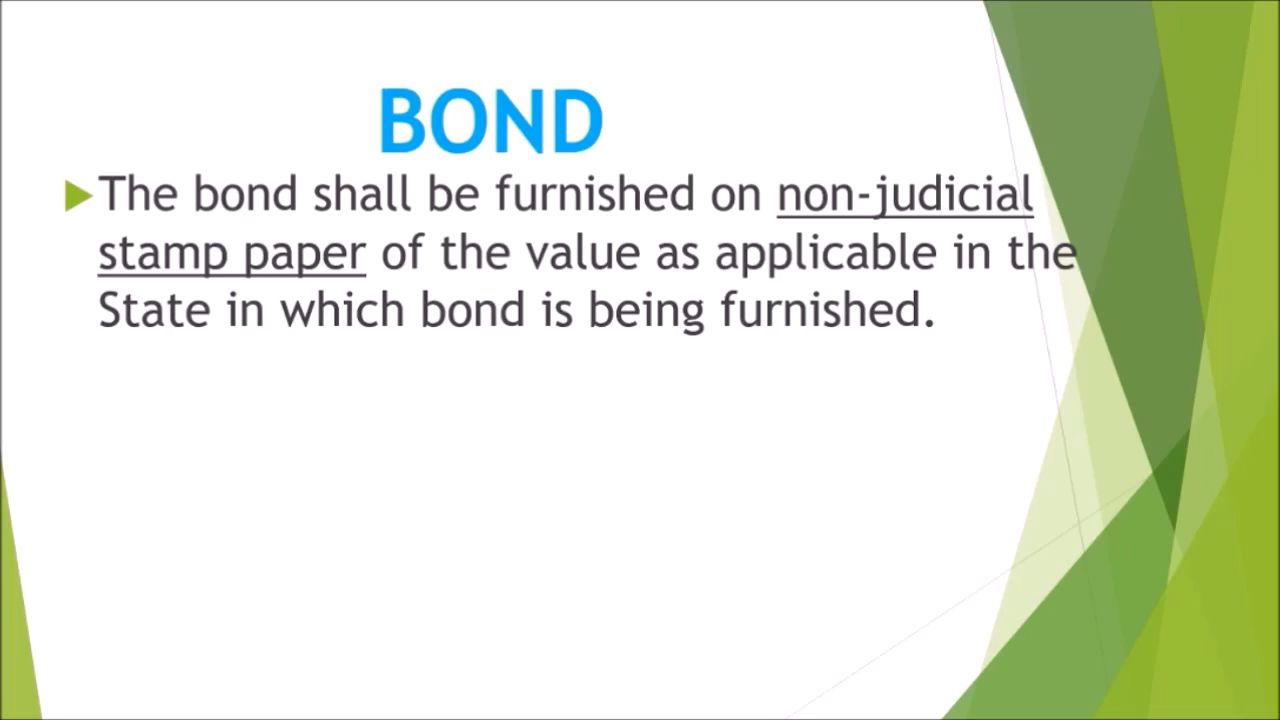 BOND
The bond shall be furnished on non-judicial
stamp paper of the value as applicable in the
State in which bond is being furnished.